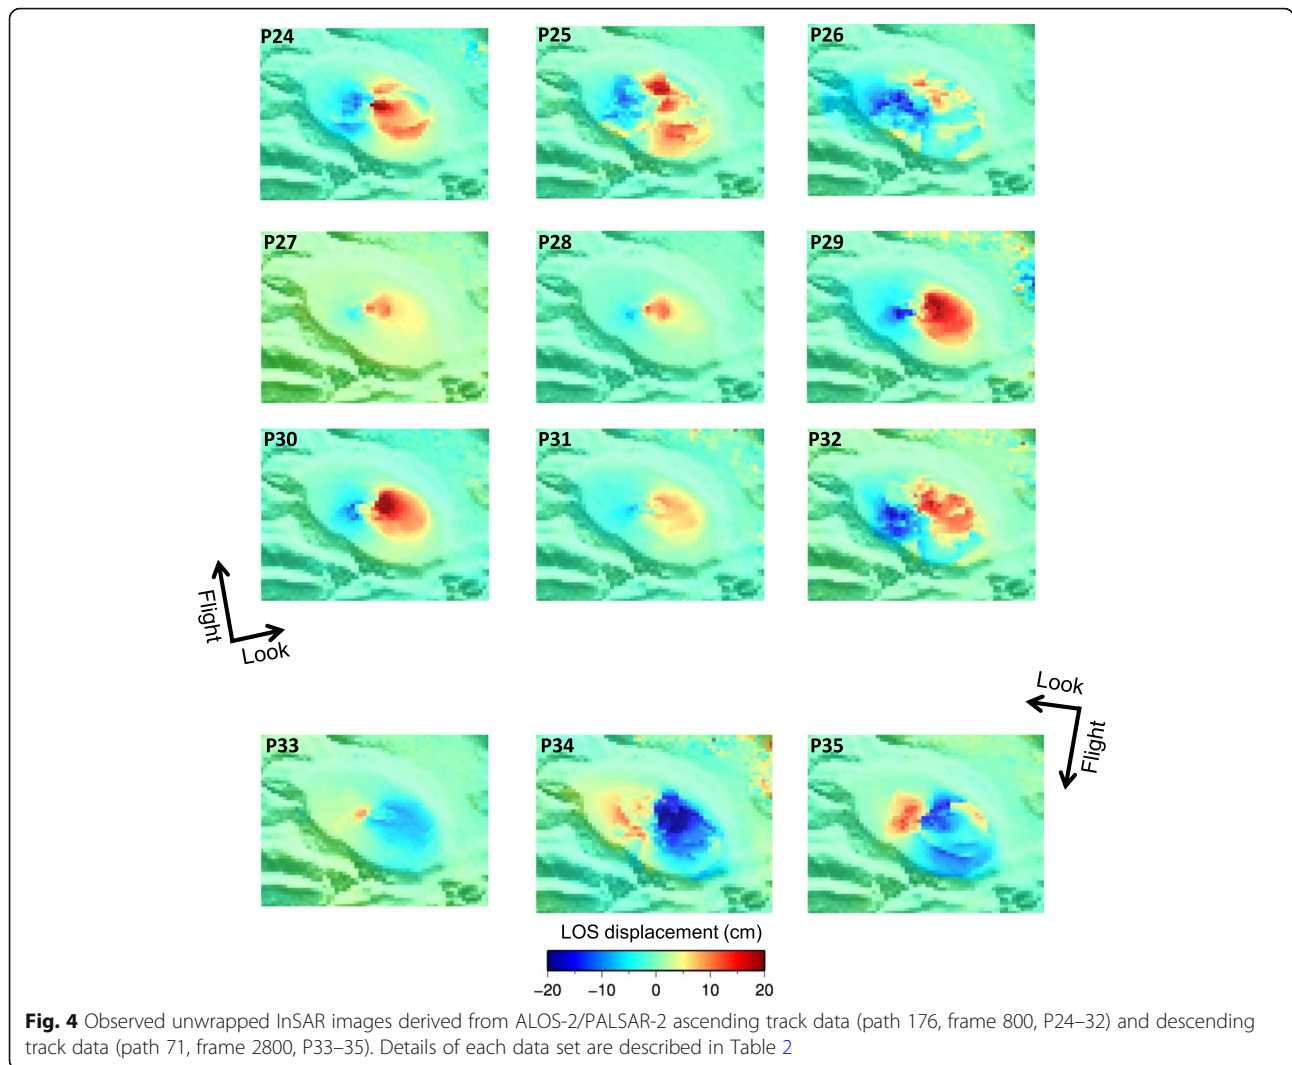 P24
P25
P26
P27
P28
P29
P30
P31
P32
Flight
Look
Look
Flight
P33
P34
P35
LOS displacement (cm)
−20 −10 0 10 20
Fig. 4 Observed unwrapped InSAR images derived from ALOS-2/PALSAR-2 ascending track data (path 176, frame 800, P24–32) and descending
track data (path 71, frame 2800, P33–35). Details of each data set are described in Table 2